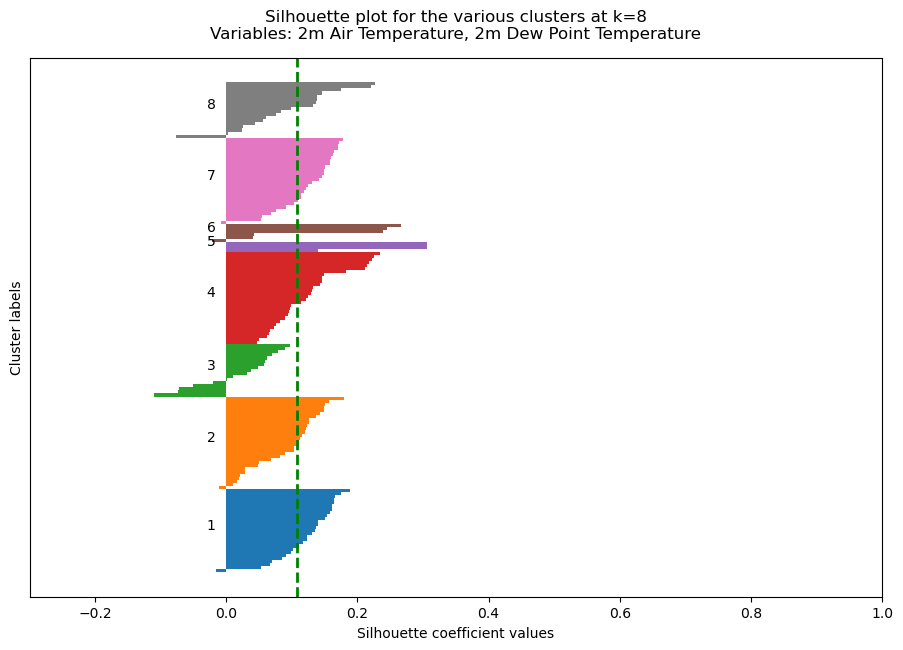 Silhouette plot for the various clusters at k=8
Variables: 2m Air Temperature, 2m Dew Point Temperature
Cluster labels
8
7
6
5
4
3
2
1
−0.2 0.0 0.2 0.4 0.6 0.8 1.0
Silhouette coefficient values